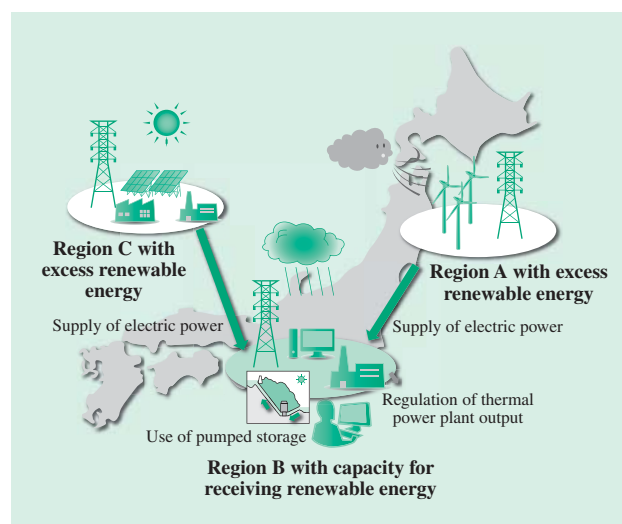 Region C with
excess renewable
energy
Region A with excess
renewable energy
Supply of electric power
Supply of electric power
Regulation of thermal
power plant output
Use of pumped storage
Region B with capacity for
receiving renewable energy